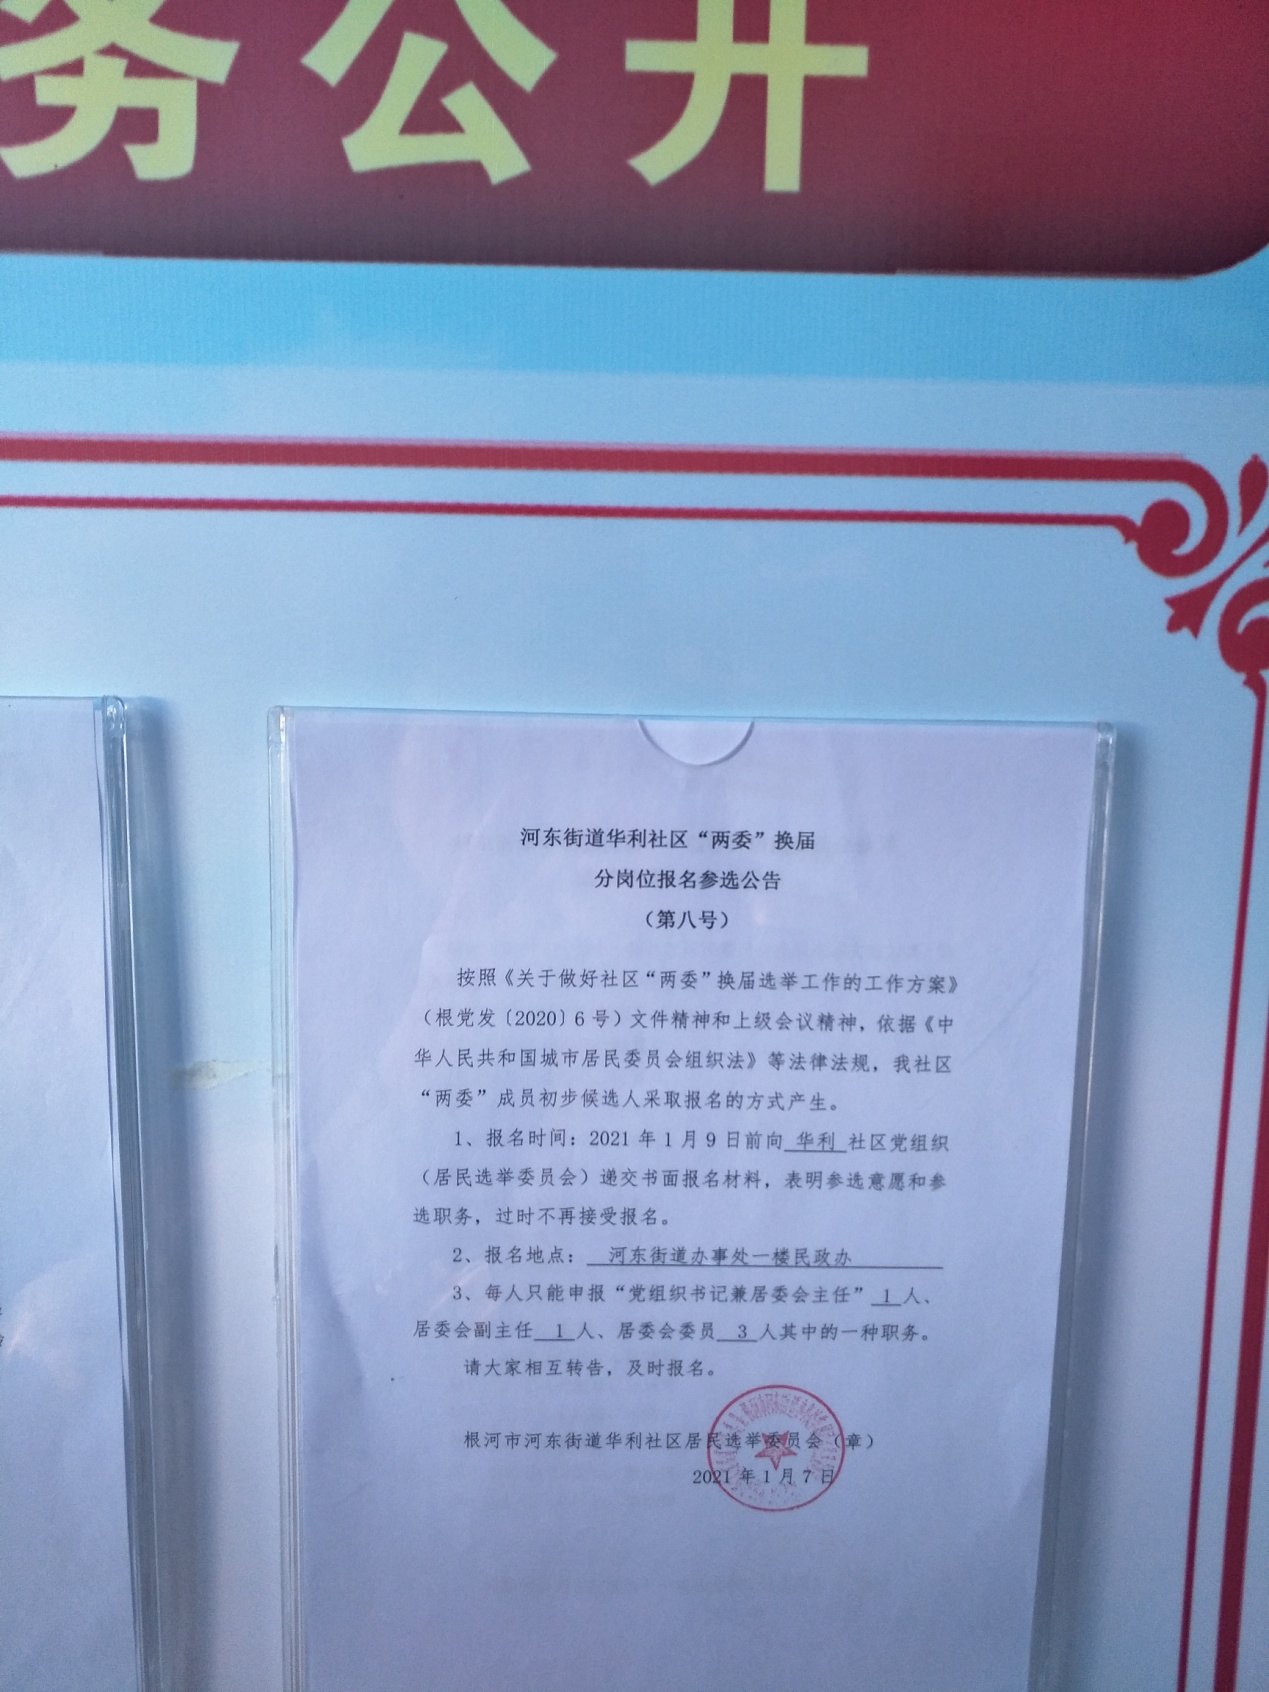 务公开
河东街道华利社区“两委”换届
分岗位报名参选公告
（第八号）
按照《关于做好社区“两委”换届选举工作的工作方案》
（根党发〔2020〕6号）文件精神和上级会议精神，依据《中
华人民共和国城市居民委员会组织法》等法律法规，我社区
“两委”成员初步候选人采取报名的方式产生。
1、报名时间：2021年1月9日前向 华利 社区党组织
（居民选举委员会）递交书面报名材料，表明参选意愿和参
选职务，过时不再接受报名。
2、报名地点： 河东街道办事处一楼民政办
3、每人只能申报“党组织书记兼居委会主任” 1 人、
居委会副主任 1 人、居委会委员 3 人其中的一种职务。
请大家相互转告，及时报名。
根河市河东街道华利社区居民选举委员会（章）
2021年1月7日